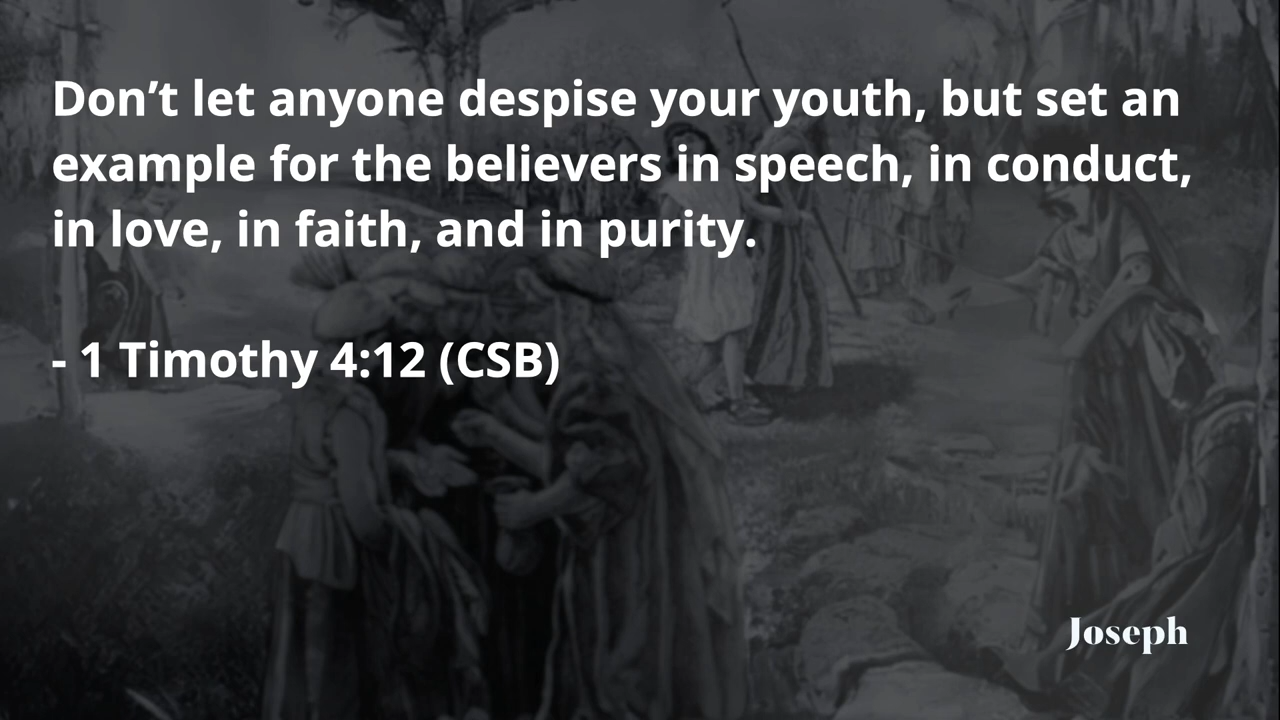 Don’t let anyone despise your youth, but set an
example for the believers in speech, in conduct,
in love, in faith, and in purity.
- 1 Timothy 4:12 (CSB)
Joseph